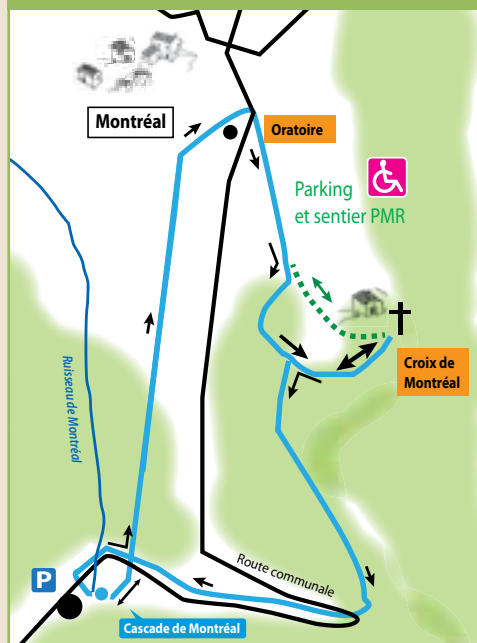 Montréal
Oratoire
Parking
et sentier PMR
Croix de
Montréal
Ruisseau de Montréal
Route communale
P
Cascade de Montréal